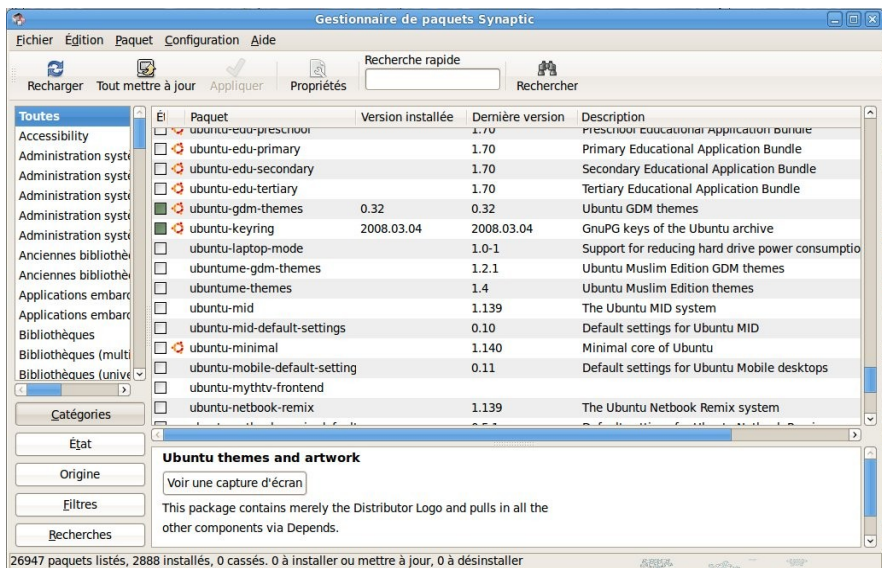 Gestionnaire de paquets Synaptic
Fichier Édition Paquet Configuration Aide
Recharger Tout mettre à jour Appliquer Propriétés Recherche rapide Rechercher
Toutes
Accessibility
Administration systè
Administration systè
Administration systè
Administration systè
Administration systè
Anciennes bibliothè
Anciennes bibliothè
Applications embarq
Applications embarq
Bibliothèques
Bibliothèques (multi
Bibliothèques (unive
Catégories
État
Origine
Filtres
Recherches
Ét Paquet Version installée Dernière version Description
ubuntu-edu-preschool 1.70 Preschool Educational Application Bundle
ubuntu-edu-primary 1.70 Primary Educational Application Bundle
ubuntu-edu-secondary 1.70 Secondary Educational Application Bundle
ubuntu-edu-tertiary 1.70 Tertiary Educational Application Bundle
ubuntu-gdm-themes 0.32 0.32 Ubuntu GDM themes
ubuntu-keyring 2008.03.04 2008.03.04 GnuPG keys of the Ubuntu archive
ubuntu-laptop-mode 1.0-1 Support for reducing hard drive power consumptio
ubuntume-gdm-themes 1.2.1 Ubuntu Muslim Edition GDM themes
ubuntume-themes 1.4 Ubuntu Muslim Edition themes
ubuntu-mid 1.139 The Ubuntu MID system
ubuntu-mid-default-settings 0.10 Default settings for Ubuntu MID
ubuntu-minimal 1.140 Minimal core of Ubuntu
ubuntu-mobile-default-setting 0.11 Default settings for Ubuntu Mobile desktops
ubuntu-mythtv-frontend
ubuntu-netbook-remix 1.139 The Ubuntu Netbook Remix system
Ubuntu themes and artwork
Voir une capture d'écran
This package contains merely the Distributor Logo and pulls in all the
other components via Depends.
26947 paquets listés, 2888 installés, 0 cassés. 0 à installer ou mettre à jour, 0 à désinstaller